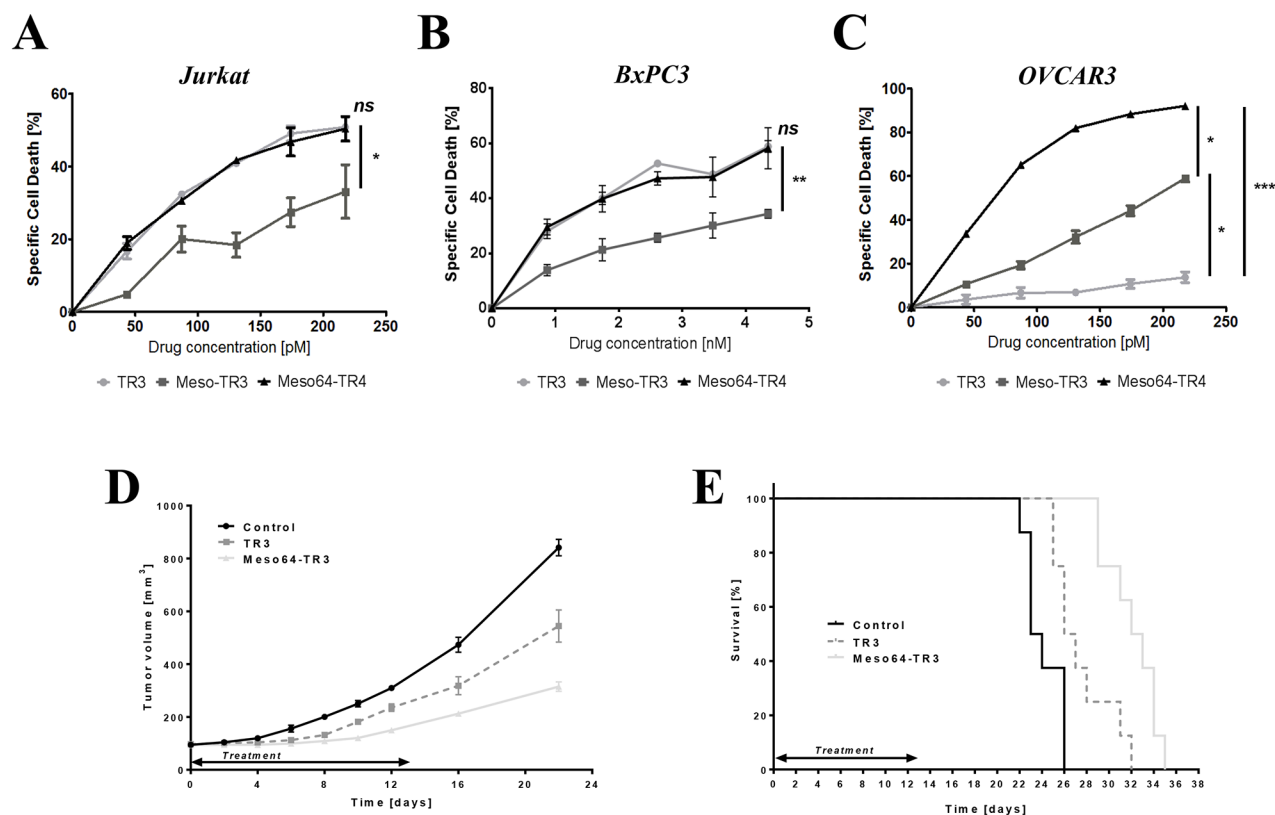 A
Jurkat
Specific Cell Death [%]
60
40
20
0
0 50 100 150 200 250
Drug concentration [pM]
ns
*
TR3 Meso-TR3 Meso64-TR4
B
BxPC3
Specific Cell Death [%]
80
60
40
20
0
0 1 2 3 4 5
Drug concentration [nM]
ns
**
TR3 Meso-TR3 Meso64-TR4
C
OVCAR3
Specific Cell Death [%]
100
80
60
40
20
0
0 50 100 150 200 250
Drug concentration [pM]
*
*
***
TR3 Meso-TR3 Meso64-TR4
D
Tumor volume [mm3]
1000
800
600
400
200
0
Control
TR3
Meso64-TR3
Treatment
0 4 8 12 16 20 24
Time [days]
E
Survival [%]
100
80
60
40
20
0
Control
TR3
Meso64-TR3
Treatment
0 2 4 6 8 10 12 14 16 18 20 22 24 26 28 30 32 34 36 38
Time [days]